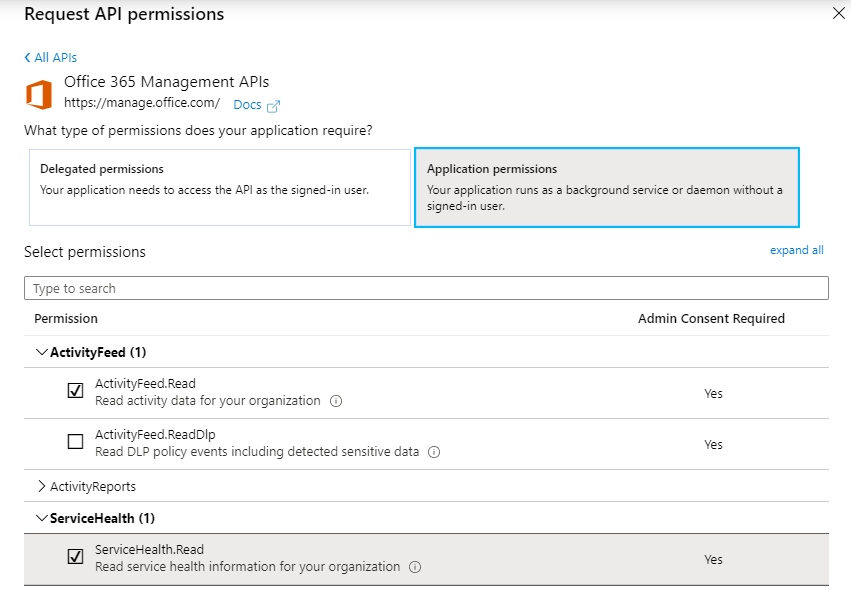 Request API permissions
All APIs
Office 365 Management APIs
https://manage.office.com/ Docs
What type of permissions does your application require?
Delegated permissions
Your application needs to access the API as the signed-in user.
Application permissions
Your application runs as a background service or daemon without a
signed-in user.
Select permissions
expand all
Type to search
Permission
Admin Consent Required
ActivityFeed (1)
ActivityFeed.Read
Read activity data for your organization
Yes
ActivityFeed.ReadDlp
Read DLP policy events including detected sensitive data
Yes
ActivityReports
ServiceHealth (1)
ServiceHealth.Read
Read service health information for your organization
Yes